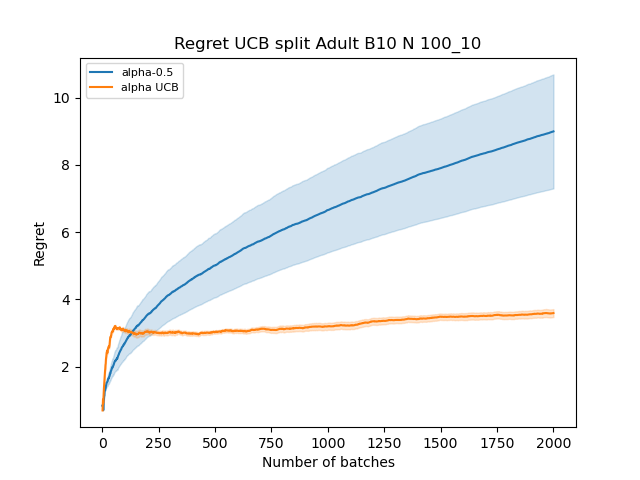 Regret UCB split Adult B10 N 100_10
alpha-0.5
alpha UCB
Regret
10
8
6
4
2
0 250 500 750 1000 1250 1500 1750 2000
Number of batches